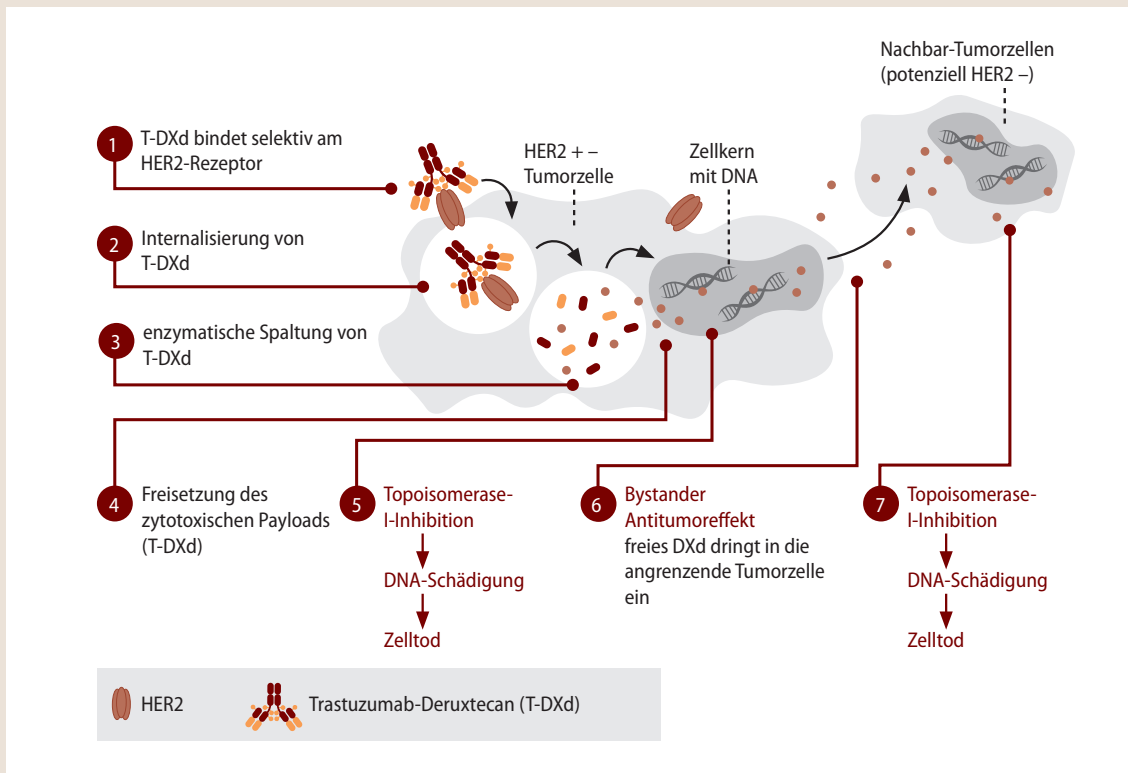 Nachbar-Tumorzellen
(potenziell HER2 –)
1
T-DXd bindet selektiv am
HER2-Rezeptor
HER2 + –
Tumorzelle
Zellkern
mit DNA
2
Internalisierung von
T-DXd
3
enzymatische Spaltung von
T-DXd
4
Freisetzung des
zytotoxischen Payloads
(T-DXd)
5
Topoisomerase-
I-Inhibition
DNA-Schädigung
Zelltod
6
Bystander
Antitumoreffekt
freies DXd dringt in die
angrenzende Tumorzelle
ein
7
Topoisomerase-
I-Inhibition
DNA-Schädigung
Zelltod
HER2
Trastuzumab-Deruxtecan (T-DXd)